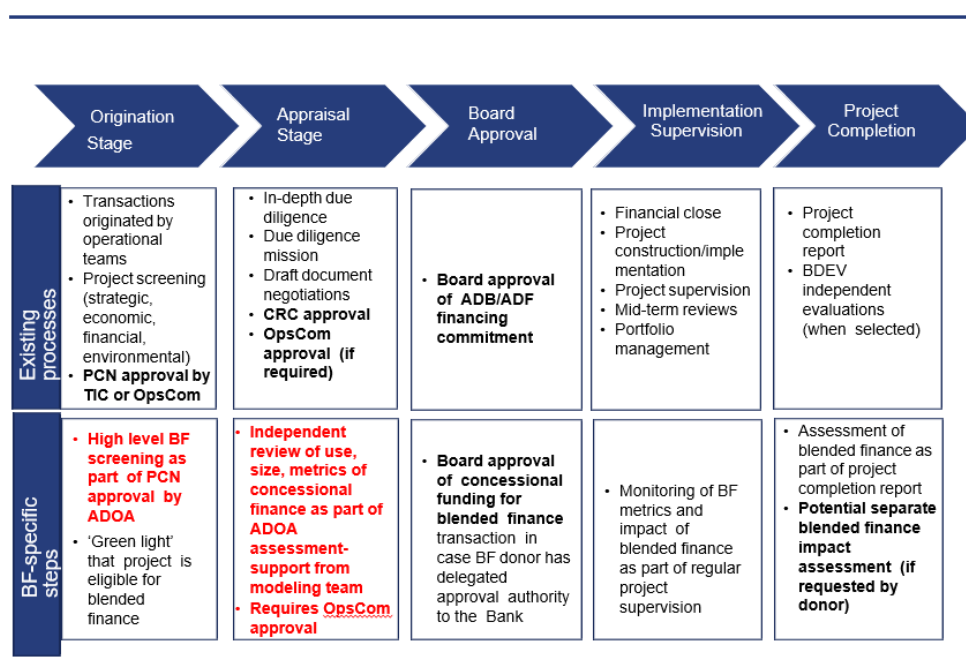 Origination
Stage
Appraisal
Stage
Board
Approval
Implementation
Supervision
Project
Completion
Existing
processes
• Transactions
originated by
operational
teams
• Project screening
(strategic,
economic,
financial,
environmental)
• PCN approval by
TIC or OpsCom
• In-depth due
diligence
• Due diligence
mission
• Draft document
negotiations
• CRC approval
• OpsCom
approval (if
required)
• Board approval
of ADB/ADF
financing
commitment
• Financial close
• Project
construction/imple
mentation
• Project supervision
• Mid-term reviews
• Portfolio
management
• Project
completion
report
• BDEV
independent
evaluations
(when selected)
BF-specific
steps
• High level BF
screening as
part of PCN
approval by
ADOA
• ‘Green light’
that project is
eligible for
blended
finance
• Independent
review of use,
size, metrics of
concessional
finance as part of
ADOA
assessment-
support from
modeling team
• Requires OpsCom
approval
• Board approval
of concessional
funding for
blended finance
transaction in
case BF donor has
delegated
approval authority
to the Bank
• Monitoring of BF
metrics and
impact of
blended finance
as part of regular
project
supervision
• Assessment of
blended finance as
part of project
completion report
• Potential separate
blended finance
impact
assessment (if
requested by
donor)